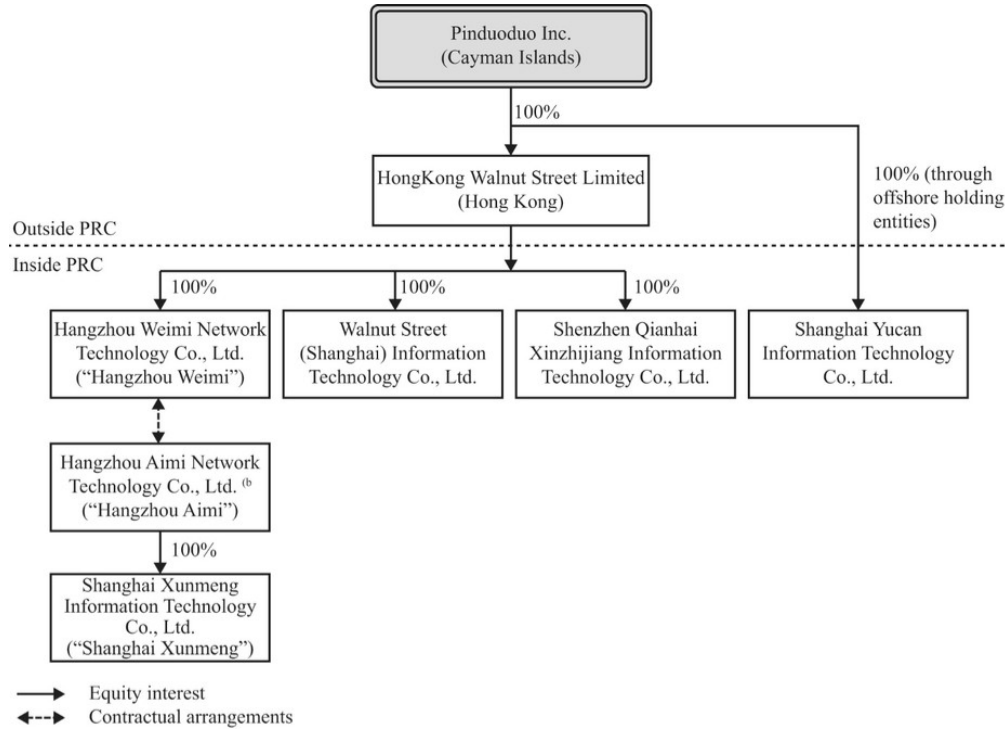 Pinduoduo Inc.
(Cayman Islands)
100%
HongKong Walnut Street Limited
(Hong Kong)
100% (through
offshore holding
entities)
Outside PRC
Inside PRC
100%
100%
100%
Hangzhou Weimi Network
Technology Co., Ltd.
(“Hangzhou Weimi”)
Walnut Street
(Shanghai) Information
Technology Co., Ltd.
Shenzhen Qianhai
Xinzhijiang Information
Technology Co., Ltd.
Shanghai Yucan
Information Technology
Co., Ltd.
Hangzhou Aimi Network
Technology Co., Ltd. (b
(“Hangzhou Aimi”)
100%
Shanghai Xunmeng
Information Technology
Co., Ltd.
(“Shanghai Xunmeng”)
Equity interest
Contractual arrangements